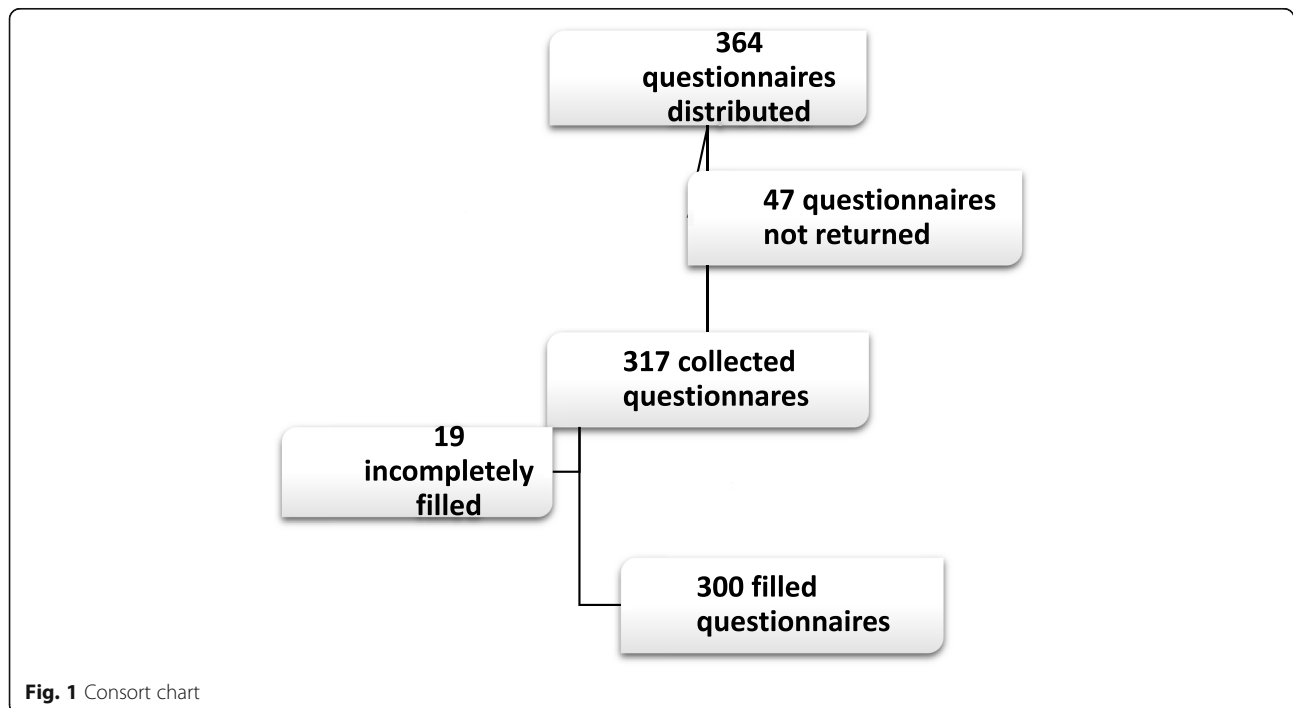 364
questionnaires
distributed
47 questionnaires
not returned
317 collected
questionnares
19
incompletely
filled
300 filled
questionnaires
Fig. 1 Consort chart